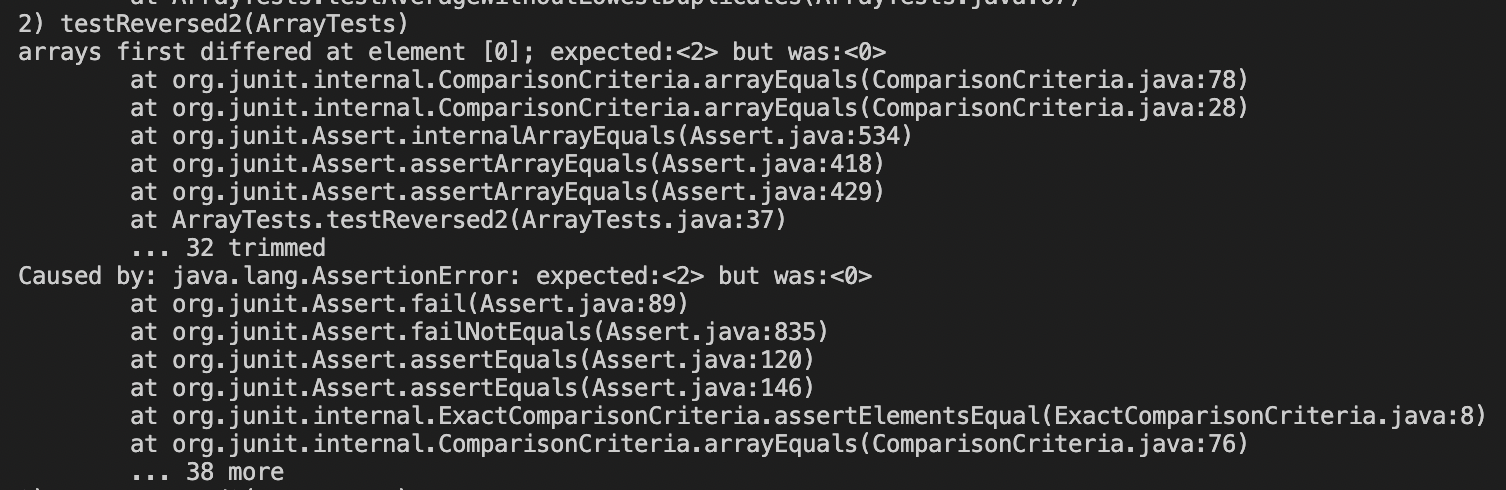 at ArrayTests.testAverageWithoutLowestDuplicates(ArrayTests.java:67)
2) testReversed2(ArrayTests)
arrays first differed at element [0]; expected:<2> but was:<0>
at org.junit.internal.ComparisonCriteria.arrayEquals(ComparisonCriteria.java:78)
at org.junit.internal.ComparisonCriteria.arrayEquals(ComparisonCriteria.java:28)
at org.junit.Assert.internalArrayEquals(Assert.java:534)
at org.junit.Assert.assertArrayEquals(Assert.java:418)
at org.junit.Assert.assertArrayEquals(Assert.java:429)
at ArrayTests.testReversed2(ArrayTests.java:37)
... 32 trimmed
Caused by: java.lang.AssertionError: expected:<2> but was:<0>
at org.junit.Assert.fail(Assert.java:89)
at org.junit.Assert.failNotEquals(Assert.java:835)
at org.junit.Assert.assertEquals(Assert.java:120)
at org.junit.Assert.assertEquals(Assert.java:146)
at org.junit.internal.ExactComparisonCriteria.assertElementsEqual(ExactComparisonCriteria.java:8)
at org.junit.internal.ComparisonCriteria.arrayEquals(ComparisonCriteria.java:76)
... 38 more